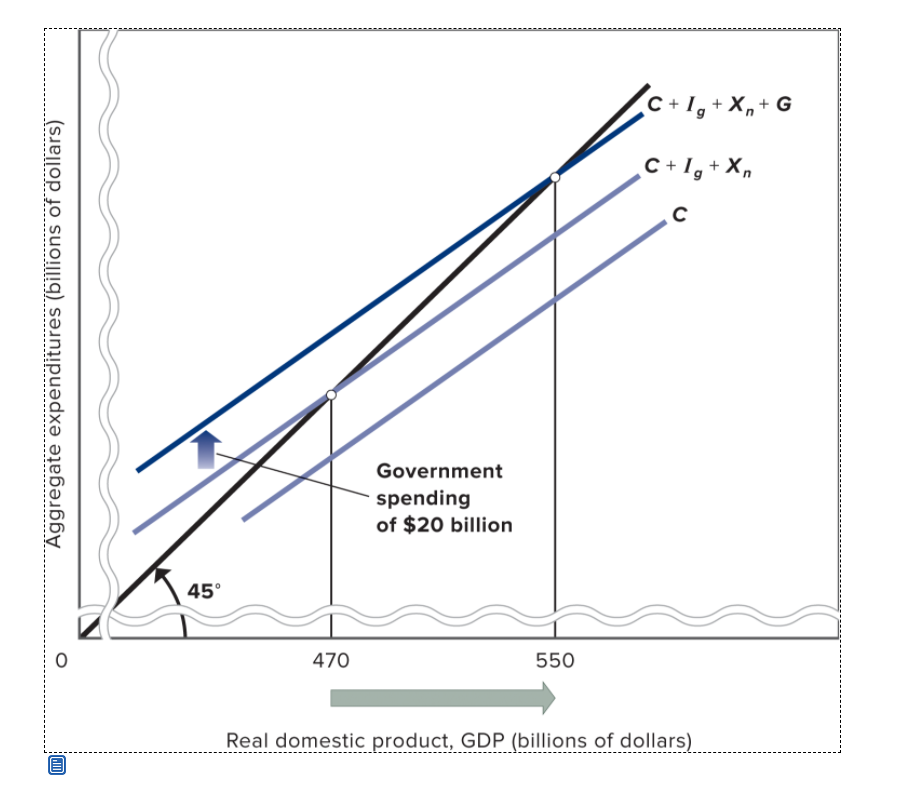 Aggregate expenditures (billions of dollars)
C + Ig + Xn + G
C + Ig + Xn
C
Government
spending
of $20 billion
45°
0
470
550
Real domestic product, GDP (billions of dollars)